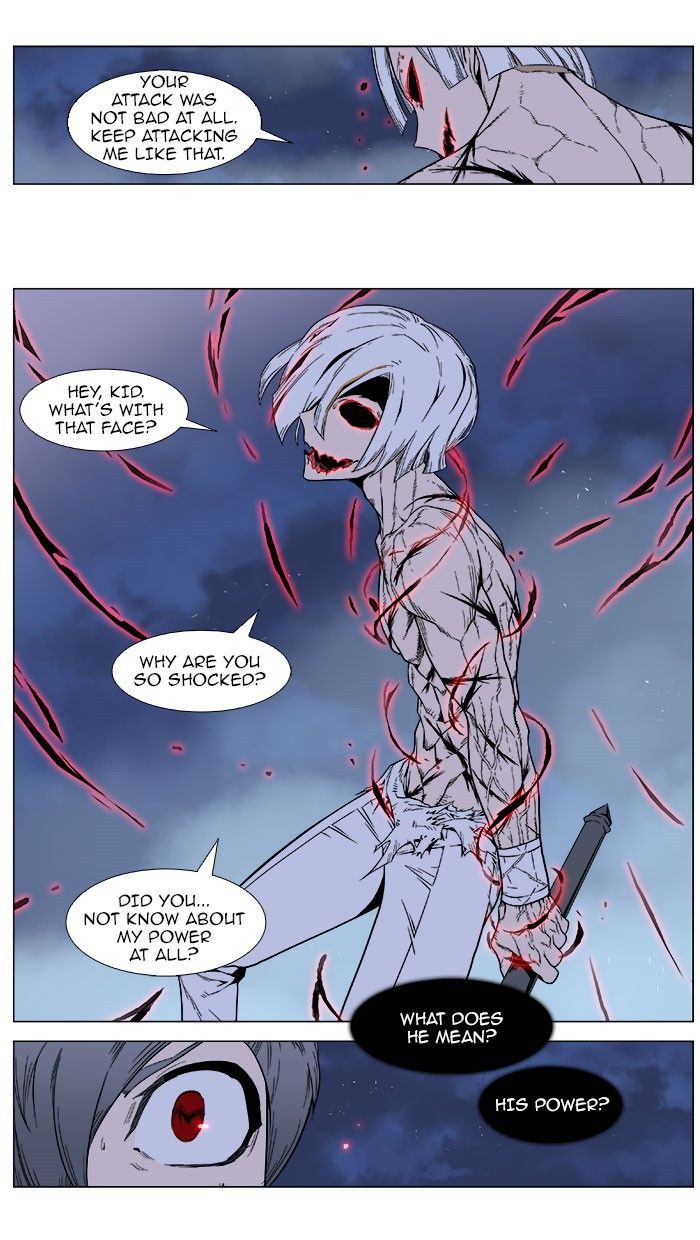 YOUR
ATTACK WAS
NOT BAD AT ALL.
KEEP ATTACKING
ME LIKE THAT.
HEY, KID.
WHAT'S WITH
THAT FACE?
WHY ARE YOU
SO SHOCKED?
DID YOU...
NOT KNOW ABOUT
MY POWER
AT ALL?
WHAT DOES
HE MEAN?
HIS POWER?